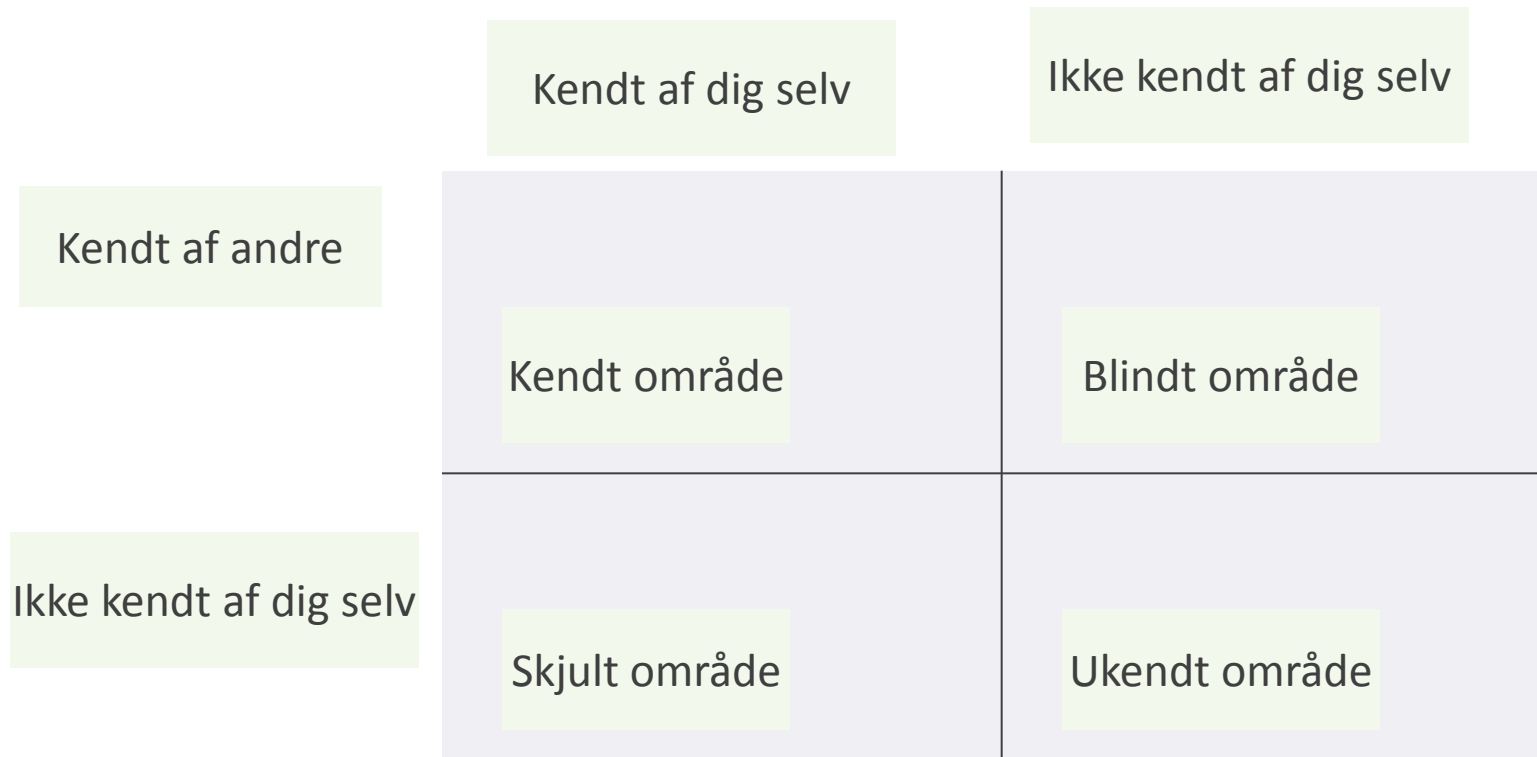 Kendt af dig selv
Ikke kendt af dig selv
Kendt af andre
Kendt område
Blindt område
Ikke kendt af dig selv
Skjult område
Ukendt område